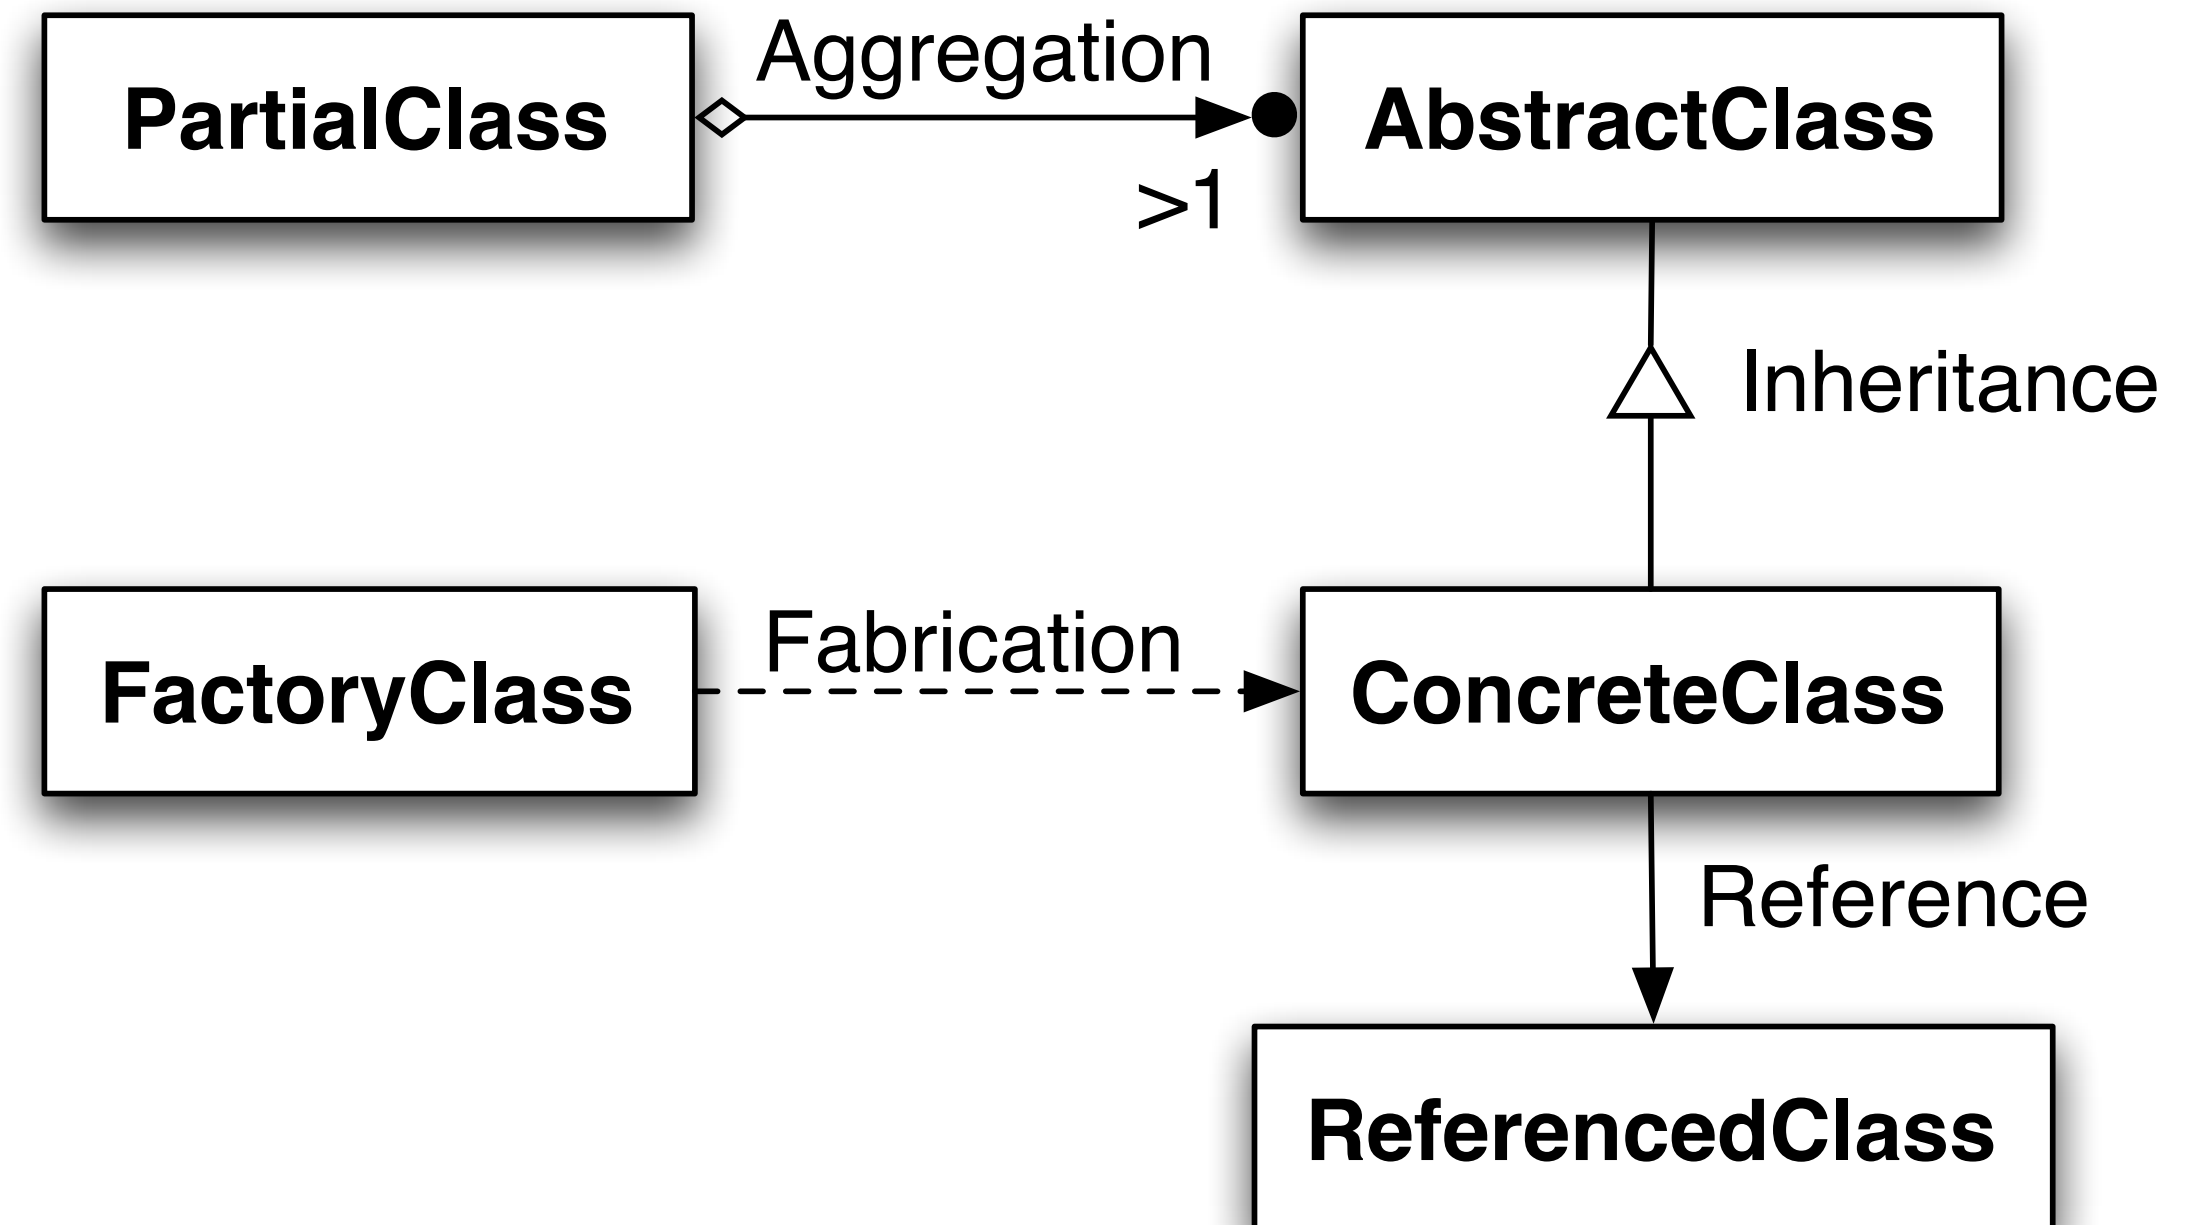 Aggregation
PartialClass
AbstractClass
>1
Inheritance
Fabrication
FactoryClass
ConcreteClass
Reference
ReferencedClass